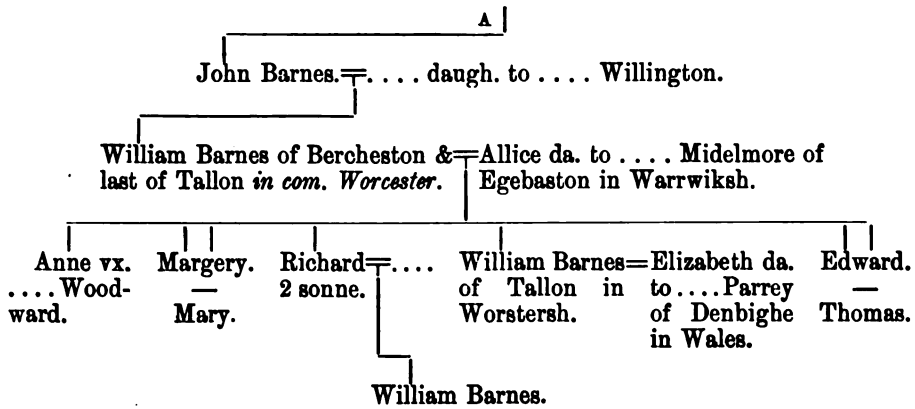 A
John Barnes.=.... daugh. to .... Willington.
William Barnes of Bercheston &=Allice da. to .... Midelmore of
last of Tallon in com. Worcester. Egebaston in Warrwiksh.
Anne vx. Margery. Richard=.... William Barnes=Elizabeth da. Edward.
....Wood- — 2 sonne. of Tallon in to....Parrey —
ward. Mary. Worstersh. of Denbighe Thomas.
in Wales.
William Barnes.